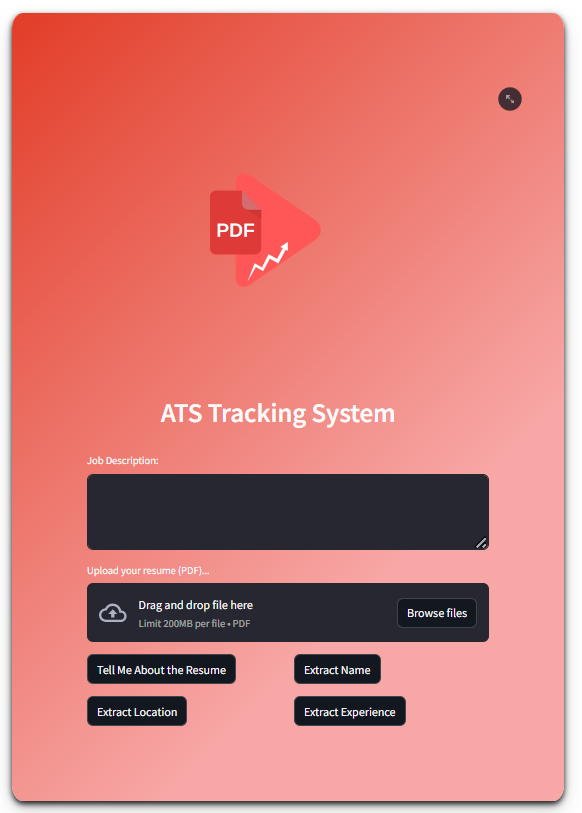 PDF
ATS Tracking System
Job Description:
Upload your resume (PDF)...
Drag and drop file here
Limit 200MB per file • PDF
Browse files
Tell Me About the Resume
Extract Name
Extract Location
Extract Experience